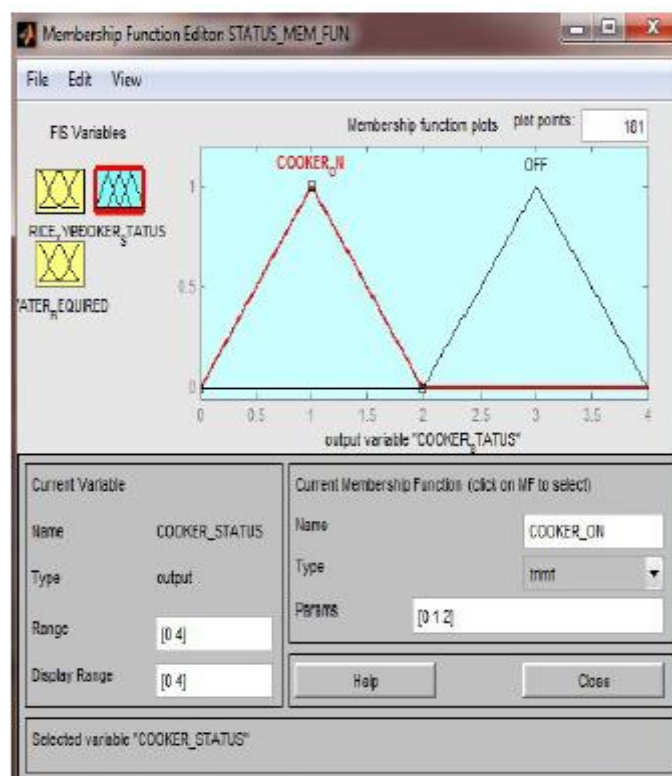 Membership Function Editor: STATUS_MEM_FUN
File Edit View
FIS Variables
Membership function plots plot points: 181
COOKER_ON
OFF
1
0.5
0
0 0.5 1 1.5 2 2.5 3 3.5 4
output variable "COOKER_STATUS"
Current Variable
Name COOKER_STATUS
Type output
Range [0 4]
Display Range [0 4]
Current Membership Function (click on MF to select)
Name COOKER_ON
Type trimf
Params [0 1 2]
Help Close
Selected variable "COOKER_STATUS"